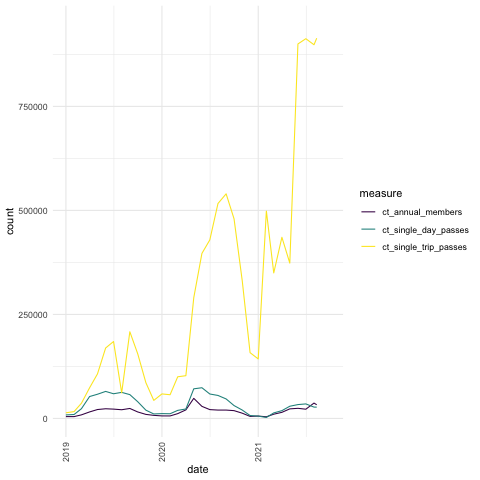 750000
500000
250000
0
count
2019
2020
2021
date
measure
ct_annual_members
ct_single_day_passes
ct_single_trip_passes